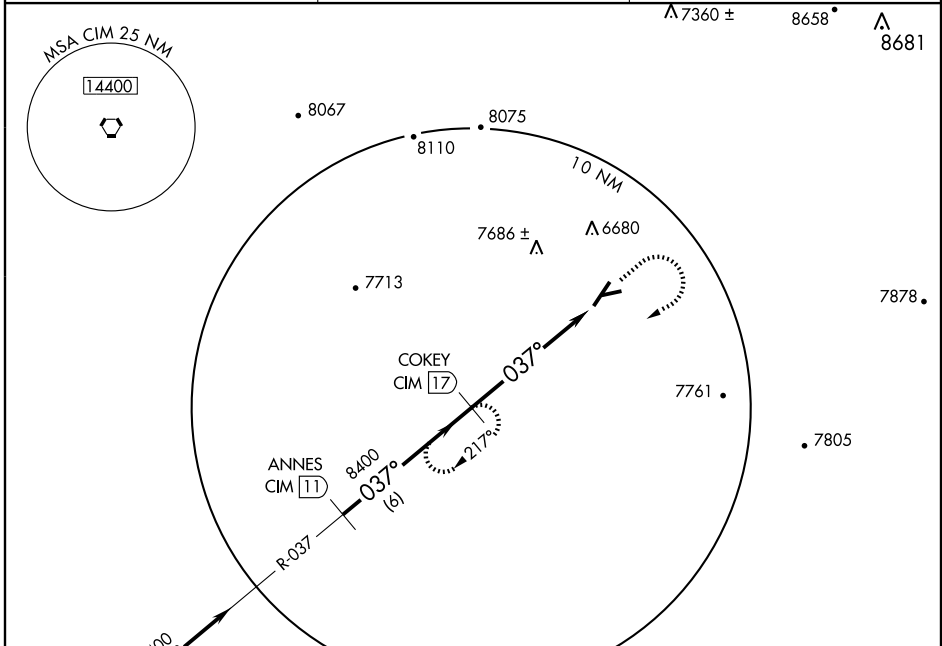 7360 ±
8658
8681
MSA CIM 25 NM
14400
8067
8075
8110
10 NM
7686 ±
6680
7713
7878
COKEY
CIM 17
037°
7761
217°
7805
ANNES
CIM 11
8400
037°
(6)
R-037